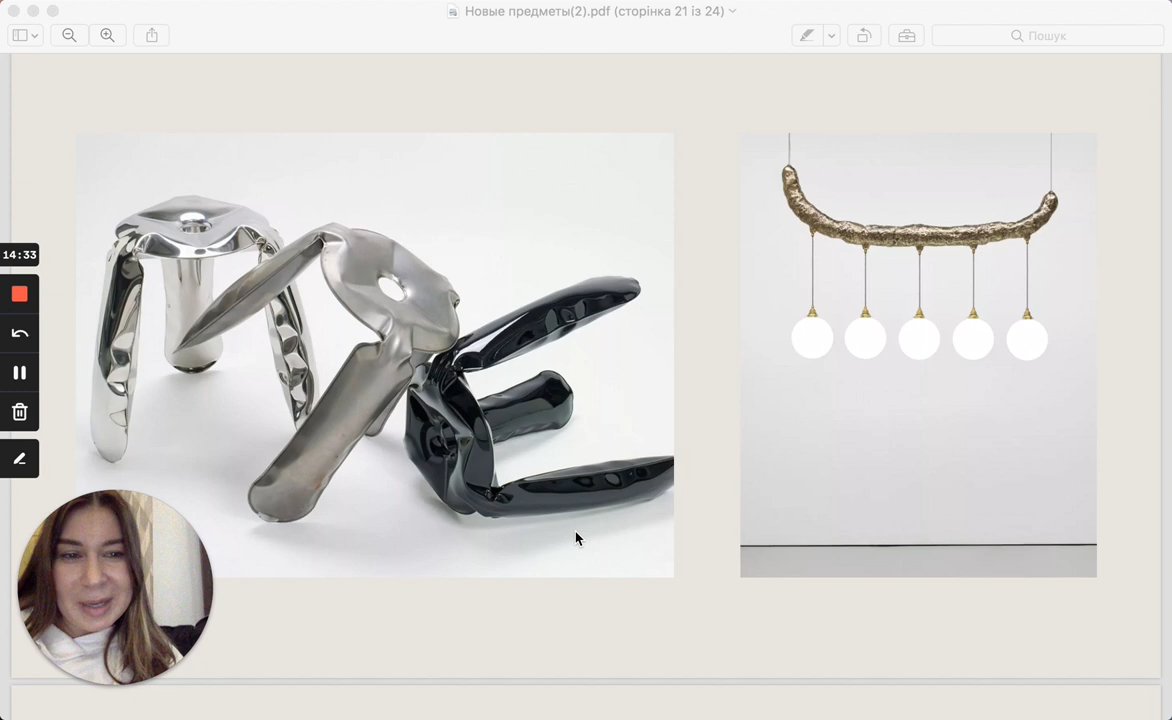 Новые предметы(2).pdf (сторінка 21 із 24)
Пошук
14:33